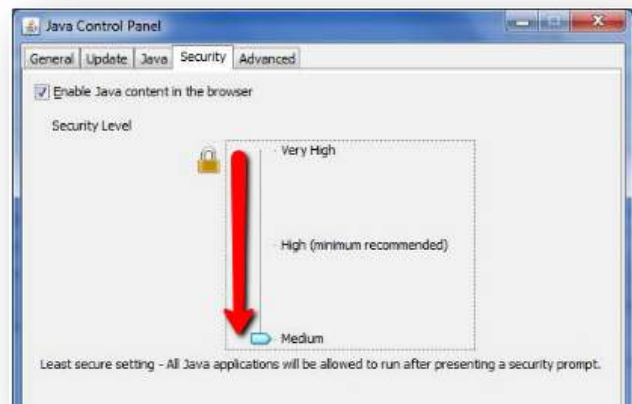 Java Control Panel
General Update Java Security Advanced
Enable Java content in the browser
Security Level
Very High
High (minimum recommended)
Medium
Least secure setting - All Java applications will be allowed to run after presenting a security prompt.